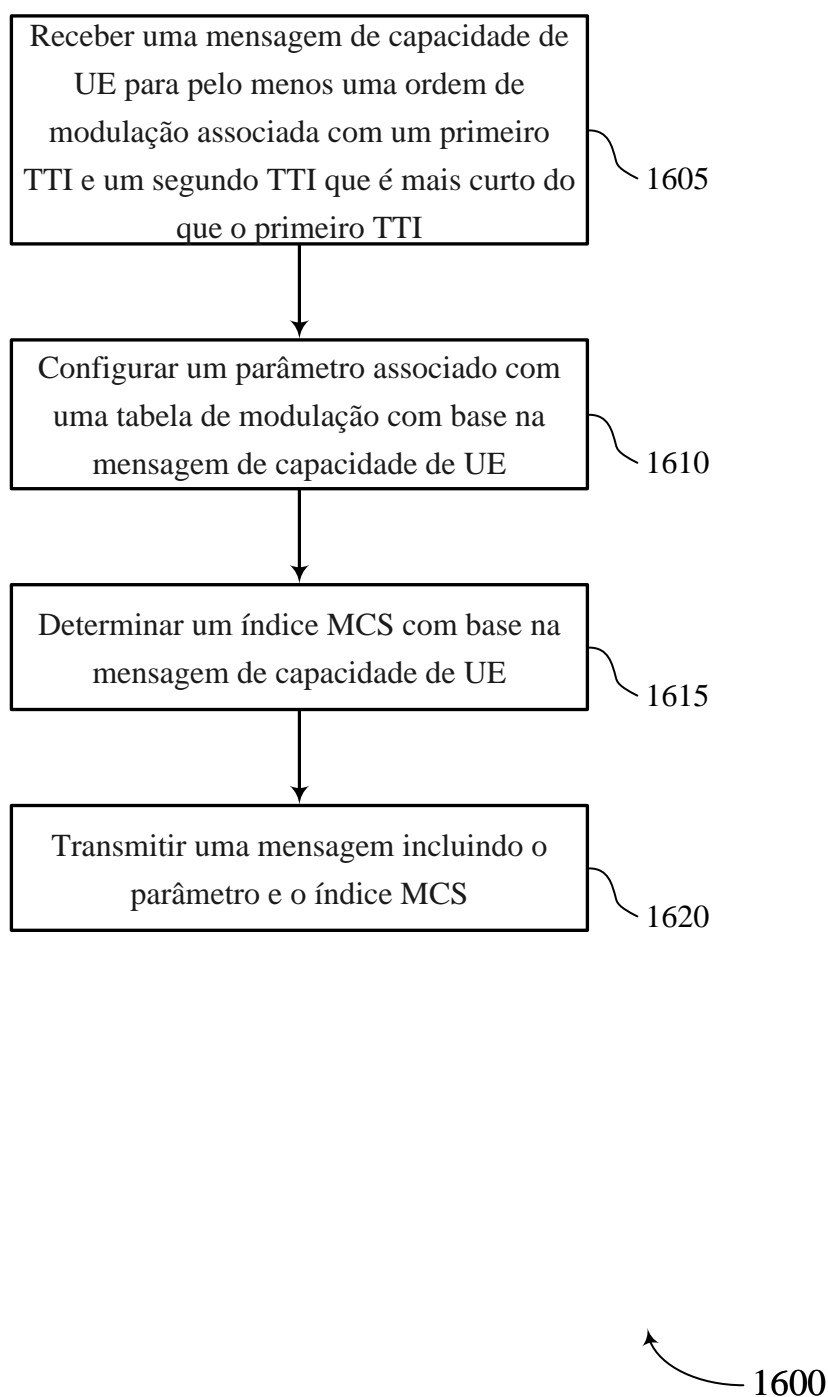 Receber uma mensagem de capacidade de
UE para pelo menos uma ordem de
modulação associada com um primeiro
TTI e um segundo TTI que é mais curto do
que o primeiro TTI
1605
Configurar um parâmetro associado com
uma tabela de modulação com base na
mensagem de capacidade de UE
1610
Determinar um índice MCS com base na
mensagem de capacidade de UE
1615
Transmitir uma mensagem incluindo o
parâmetro e o índice MCS
1620
1600